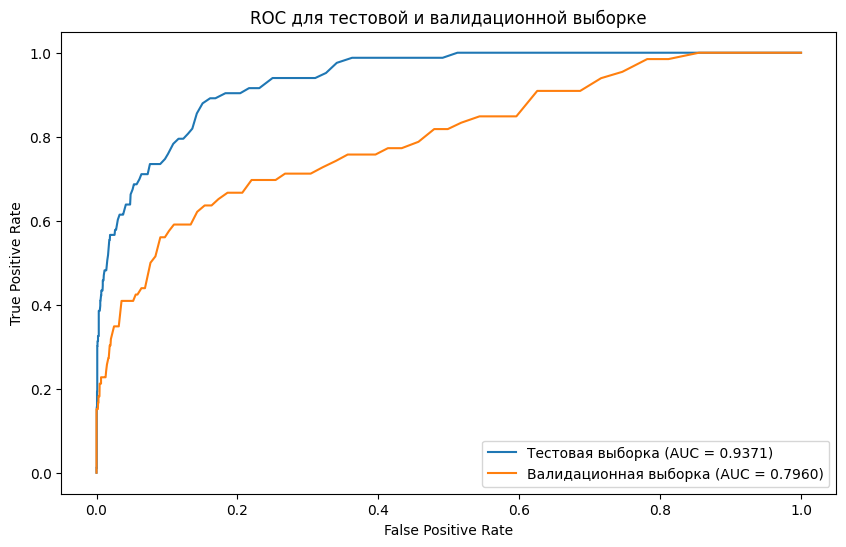 ROC для тестовой и валидационной выборке
True Positive Rate
1.0
0.8
0.6
0.4
0.2
0.0
0.0 0.2 0.4 0.6 0.8 1.0
False Positive Rate
Тестовая выборка (AUC = 0.9371)
Валидационная выборка (AUC = 0.7960)